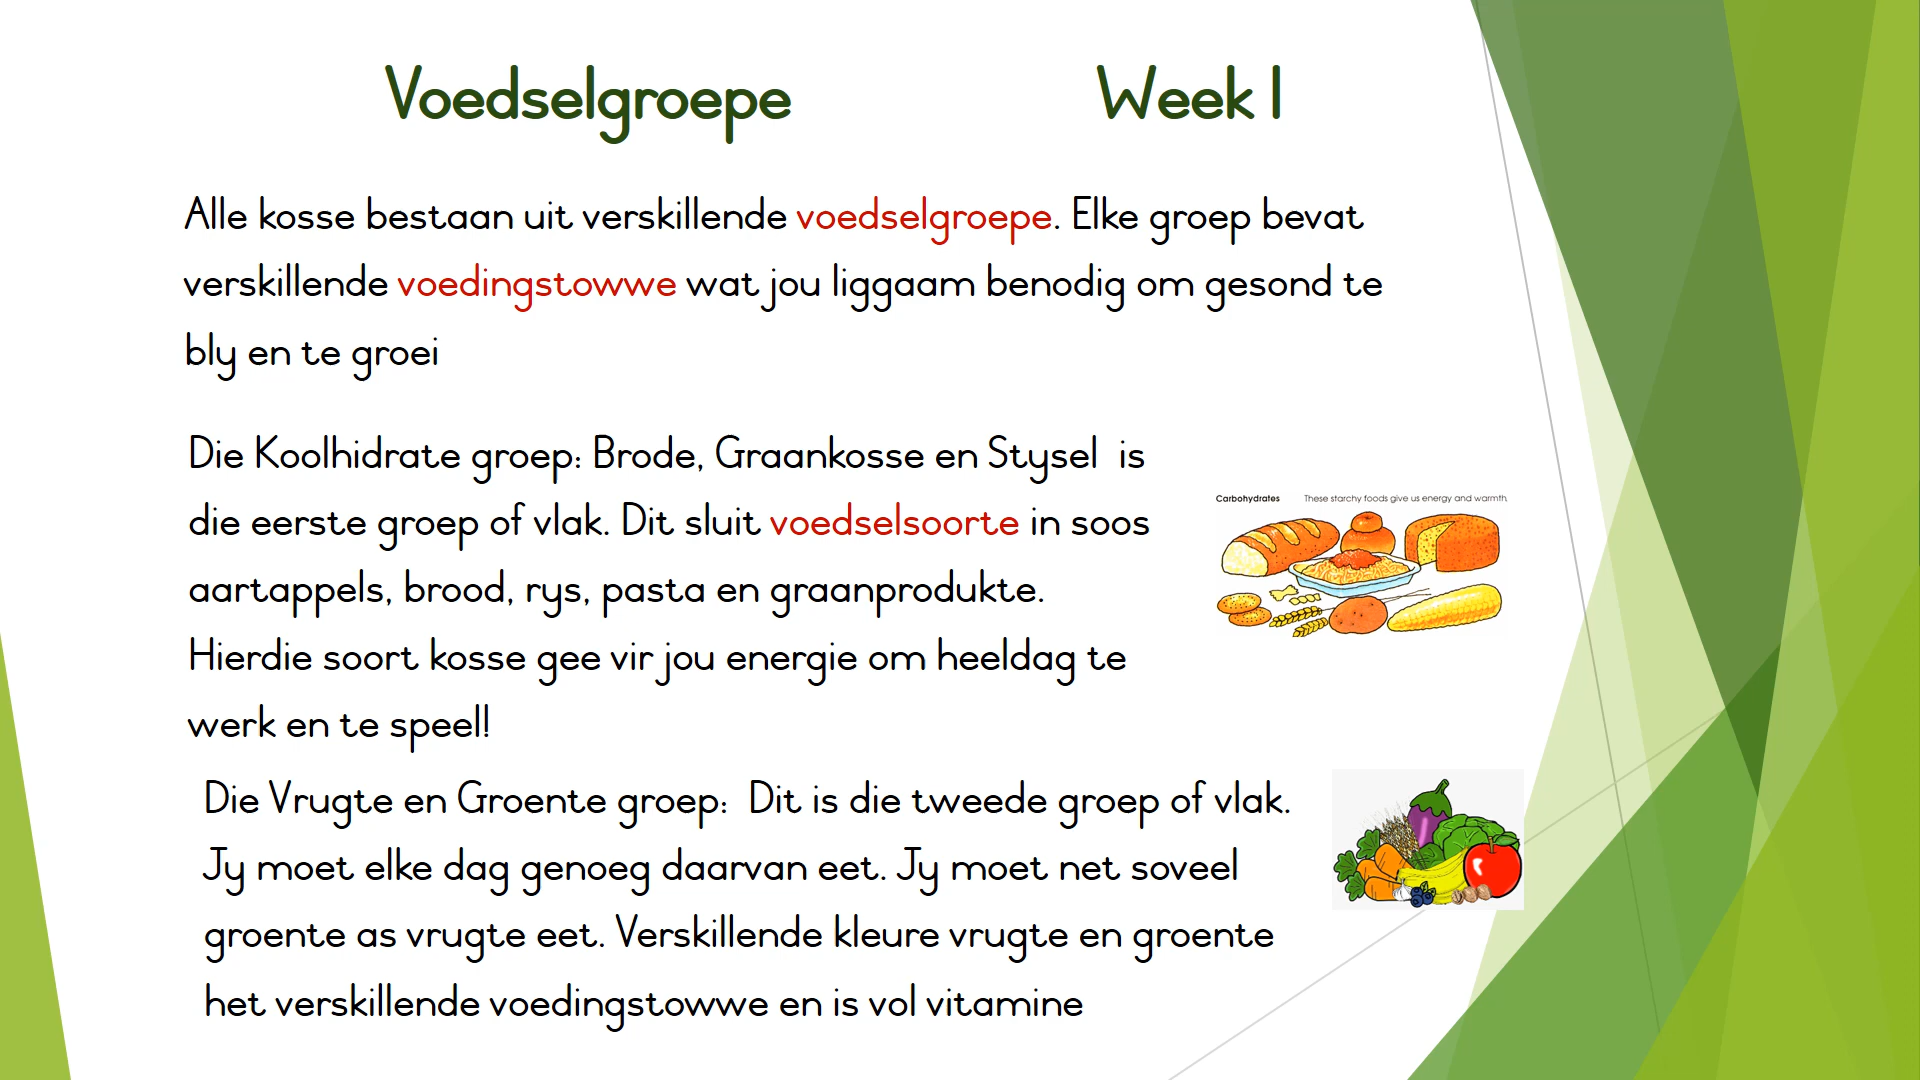 Voedselgroepe Week 1
Alle kosse bestaan uit verskillende voedselgroepe. Elke groep bevat
verskillende voedingstowwe wat jou liggaam benodig om gesond te
bly en te groei
Die Koolhidrate groep: Brode, Graankosse en Stysel is
die eerste groep of vlak. Dit sluit voedselsoorte in soos
aartappels, brood, rys, pasta en graanprodukte.
Hierdie soort kosse gee vir jou energie om heeldag te
werk en te speel!
Carbohydrates These starchy foods give us energy and warmth.
Die Vrugte en Groente groep: Dit is die tweede groep of vlak.
Jy moet elke dag genoeg daarvan eet. Jy moet net soveel
groente as vrugte eet. Verskillende kleure vrugte en groente
het verskillende voedingstowwe en is vol vitamine